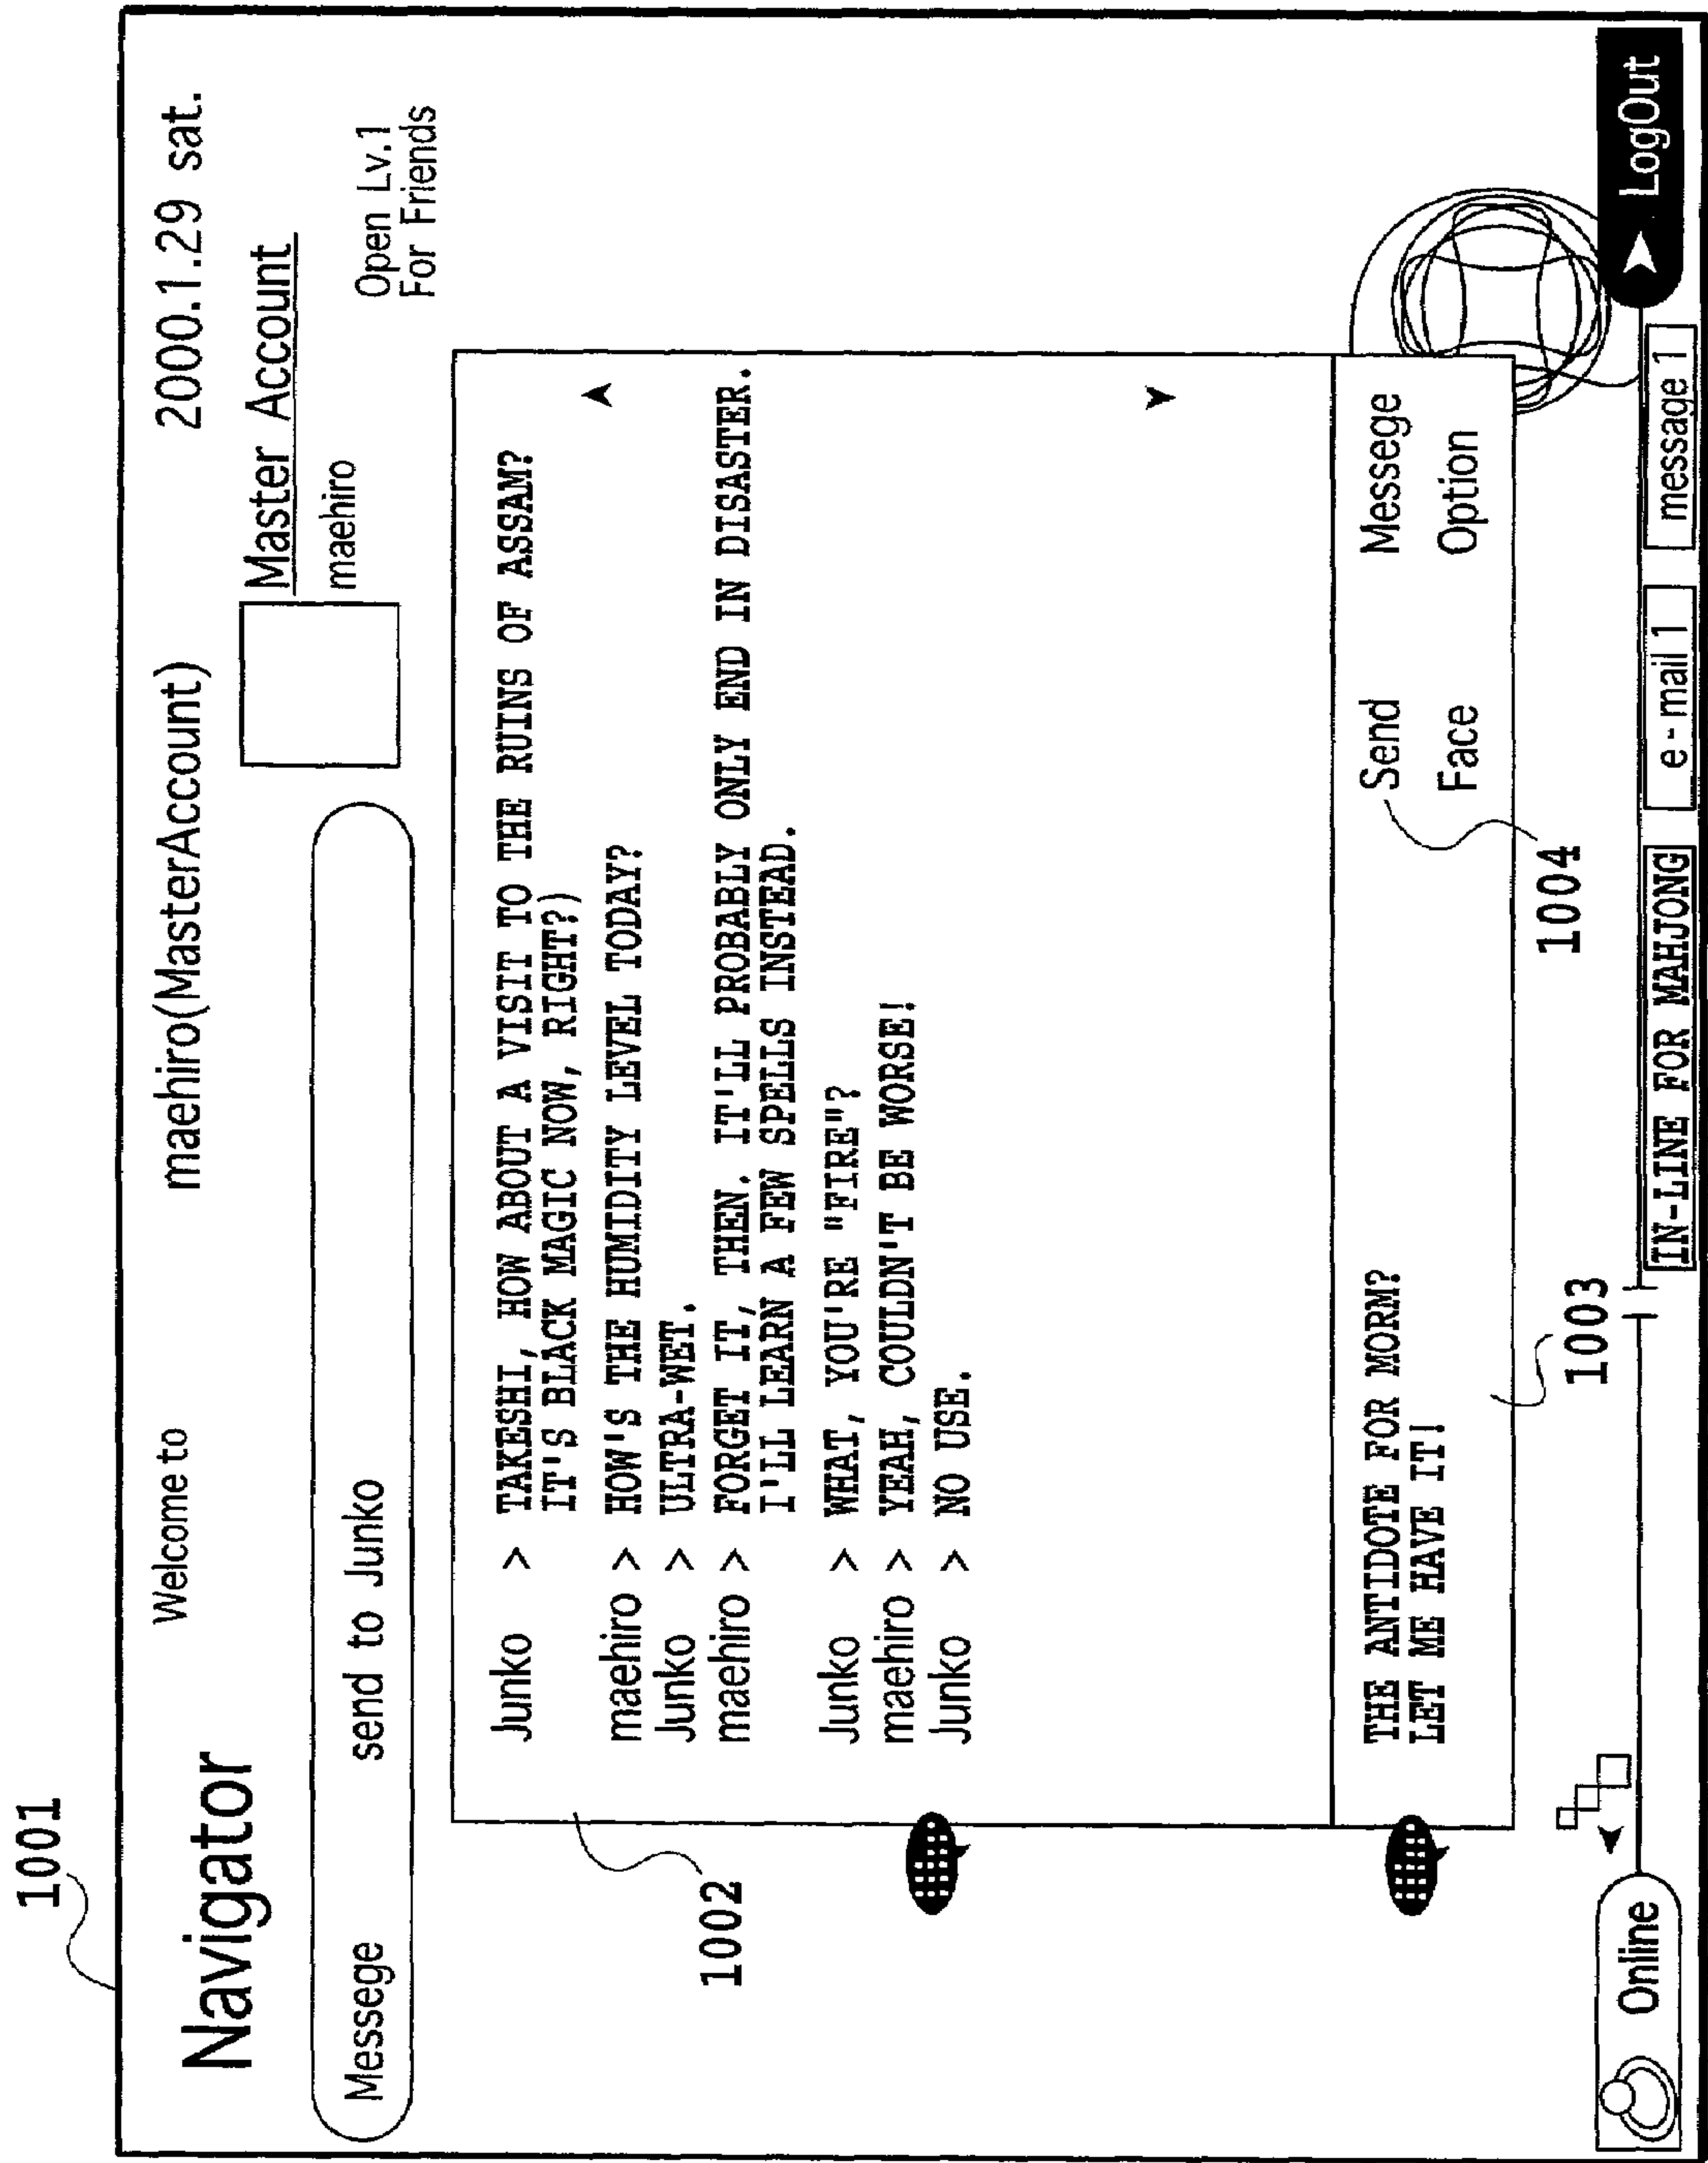 1001
Navigator
Welcome to
maehiro(MasterAccount)
2000.1.29 sat.
Messege
send to Junko
Master Account
maehiro
Open Lv.1
For Friends
Junko > TAKESHI, HOW ABOUT A VISIT TO THE RUINS OF ASSAM?
IT'S BLACK MAGIC NOW, RIGHT?)
maehiro > HOW'S THE HUMIDITY LEVEL TODAY?
Junko > ULTRA-WET.
maehiro > FORGET IT, THEN. IT'LL PROBABLY ONLY END IN DISASTER.
I'LL LEARN A FEW SPELLS INSTEAD.
Junko > WHAT, YOU'RE "FIRE"?
maehiro > YEAH, COULDN'T BE WORSE!
Junko > NO USE.
1002
THE ANTIDOTE FOR MORM?
LET ME HAVE IT!
Send
Messege
Face
Option
1003
1004
Online
IN-LINE FOR MAHJONG
e-mail 1
message 1
LogOut